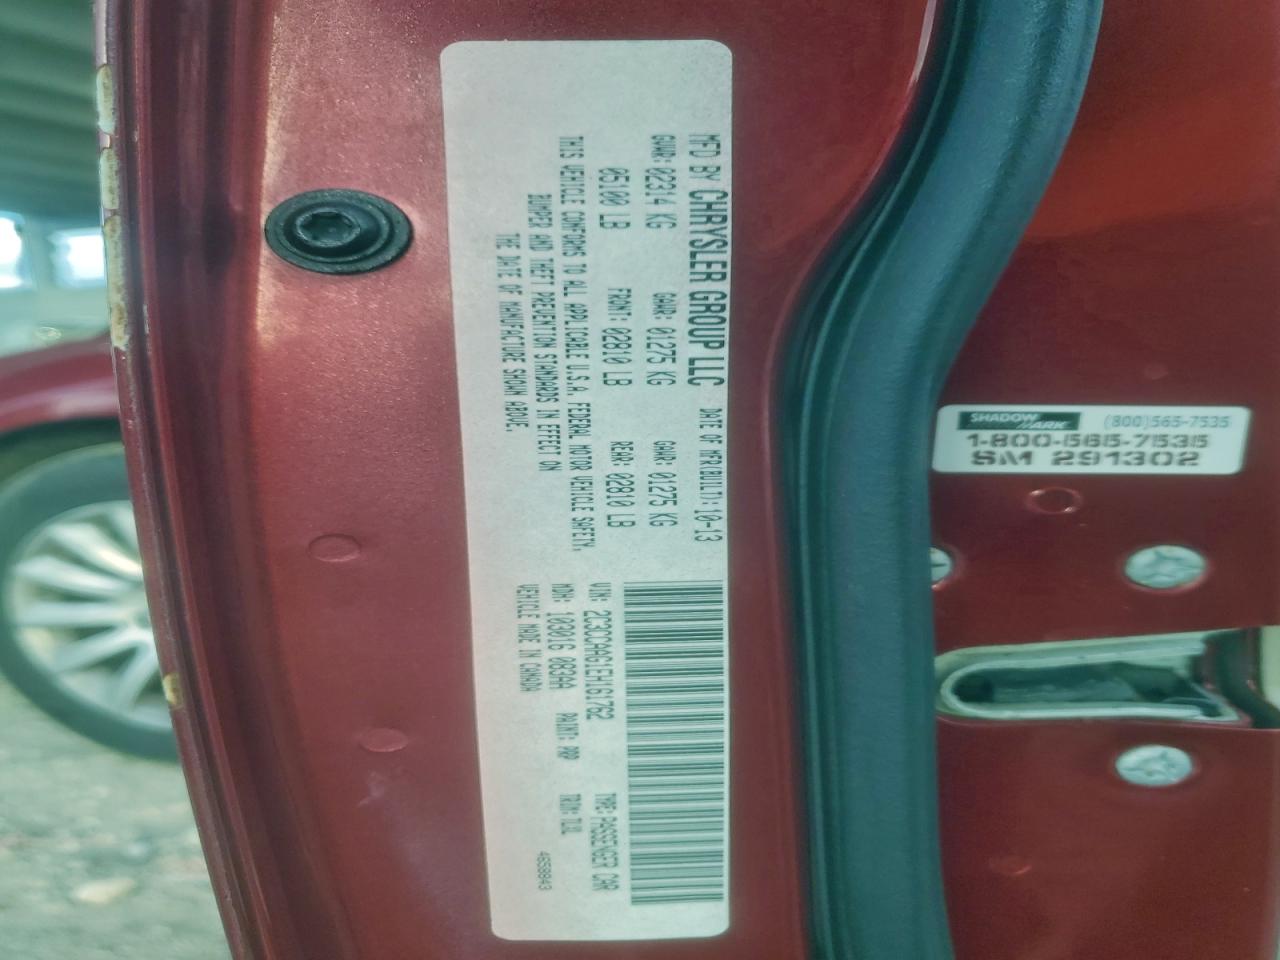 MFD BY CHRYSLER GROUP LLC DATE OF MFR(BUILT): 10-13
GVWR: 02314 KG GAWR: 01275 KG GAWR: 01275 KG
05100 LB FRNT: 02810 LB REAR: 02810 LB
THIS VEHICLE CONFORMS TO ALL APPLICABLE U.S.A. FEDERAL MOTOR VEHICLE SAFETY,
BUMPER AND THEFT PREVENTION STANDARDS IN EFFECT ON
THE DATE OF MANUFACTURE SHOWN ABOVE.
VIN: 2C3CCAAG1EH161762 TYPE: PASSENGER CAR
MDH: 103016 083AA PAINT: PRP TRIM: TLXL
VEHICLE MADE IN CANADA 4658843
SHADOW MARK (800)565-7535
1-800-565-7535
SM 291302